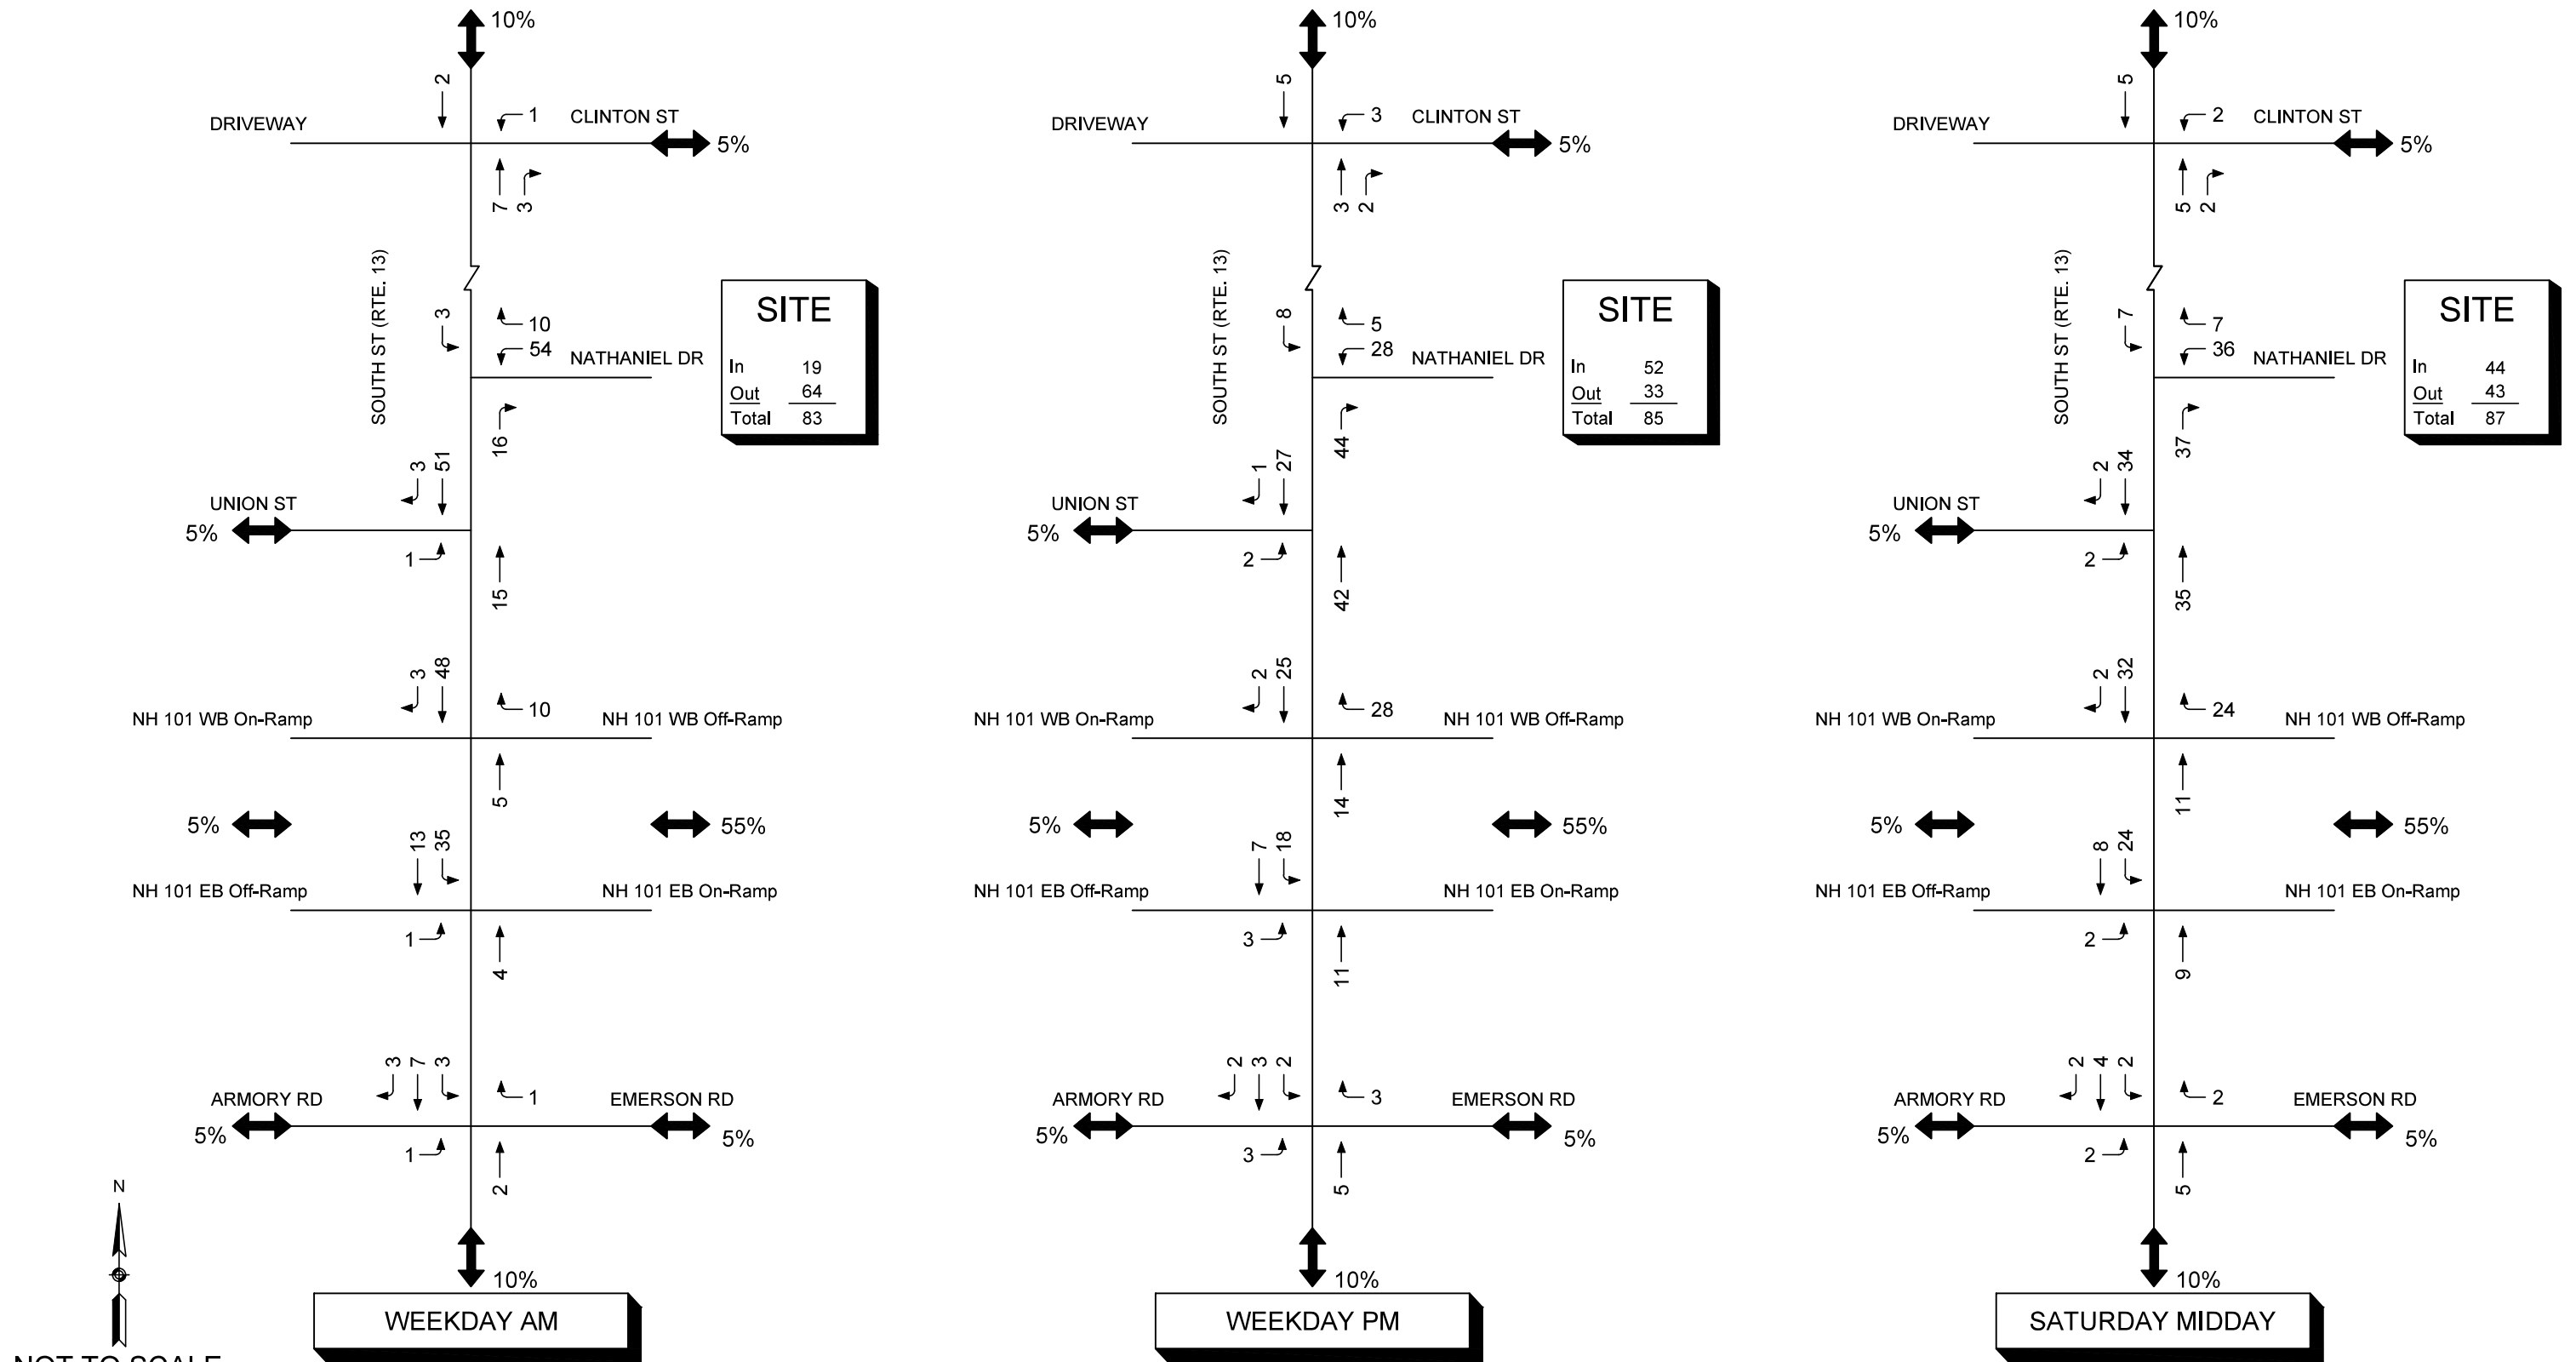 10%
2
1
DRIVEWAY
CLINTON ST
5%
7
3
SOUTH ST (RTE. 13)
3
10
54
NATHANIEL DR
SITE
In 19
Out 64
Total 83
16
3
51
UNION ST
5%
1
15
3
48
10
NH 101 WB On-Ramp
NH 101 WB Off-Ramp
5
5%
55%
13
35
NH 101 EB Off-Ramp
NH 101 EB On-Ramp
1
4
3
7
3
1
ARMORY RD
EMERSON RD
5%
5%
1
2
N
10%
WEEKDAY AM
NOT TO SCALE
10%
5
3
DRIVEWAY
CLINTON ST
5%
3
2
SOUTH ST (RTE. 13)
8
5
28
NATHANIEL DR
SITE
In 52
Out 33
Total 85
44
1
27
UNION ST
5%
2
42
2
25
28
NH 101 WB On-Ramp
NH 101 WB Off-Ramp
14
5%
55%
7
18
NH 101 EB Off-Ramp
NH 101 EB On-Ramp
3
11
2
3
2
3
ARMORY RD
EMERSON RD
5%
5%
3
5
10%
WEEKDAY PM
10%
5
2
DRIVEWAY
CLINTON ST
5%
5
2
SOUTH ST (RTE. 13)
7
7
36
NATHANIEL DR
SITE
In 44
Out 43
Total 87
37
2
34
UNION ST
5%
2
35
2
32
24
NH 101 WB On-Ramp
NH 101 WB Off-Ramp
11
5%
55%
8
24
NH 101 EB Off-Ramp
NH 101 EB On-Ramp
2
9
2
4
2
2
ARMORY RD
EMERSON RD
5%
5%
2
5
10%
SATURDAY MIDDAY